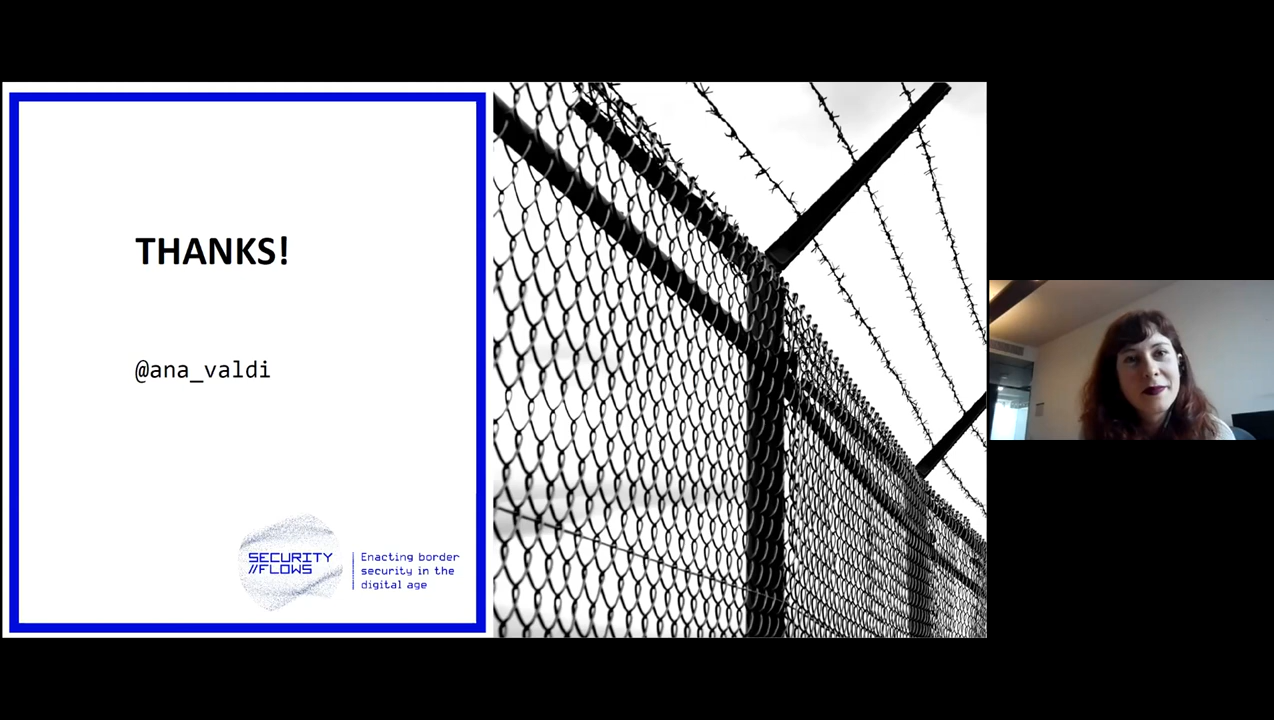 THANKS!
@ana_valdi
SECURITY
//FLOWS
Enacting border
security in the
digital age